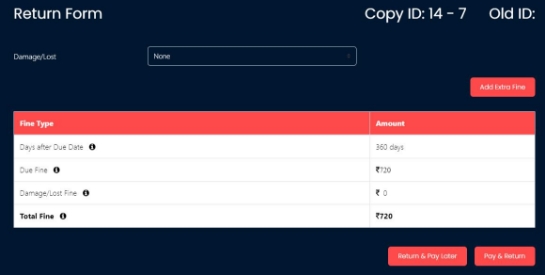 Return Form Copy ID: 14 - 7 Old ID:
Damage/Lost None
Add Extra Fine
Fine Type Amount
Days after Due Date 360 days
Due Fine ₹720
Damage/Lost Fine ₹ 0
Total Fine ₹720
Return & Pay Later Pay & Return